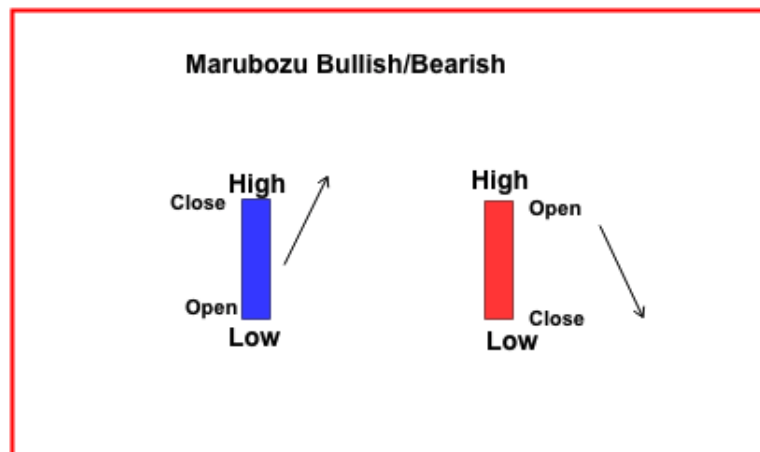 Marubozu Bullish/Bearish
High
Close
Open
Low
High
Open
Close
Low